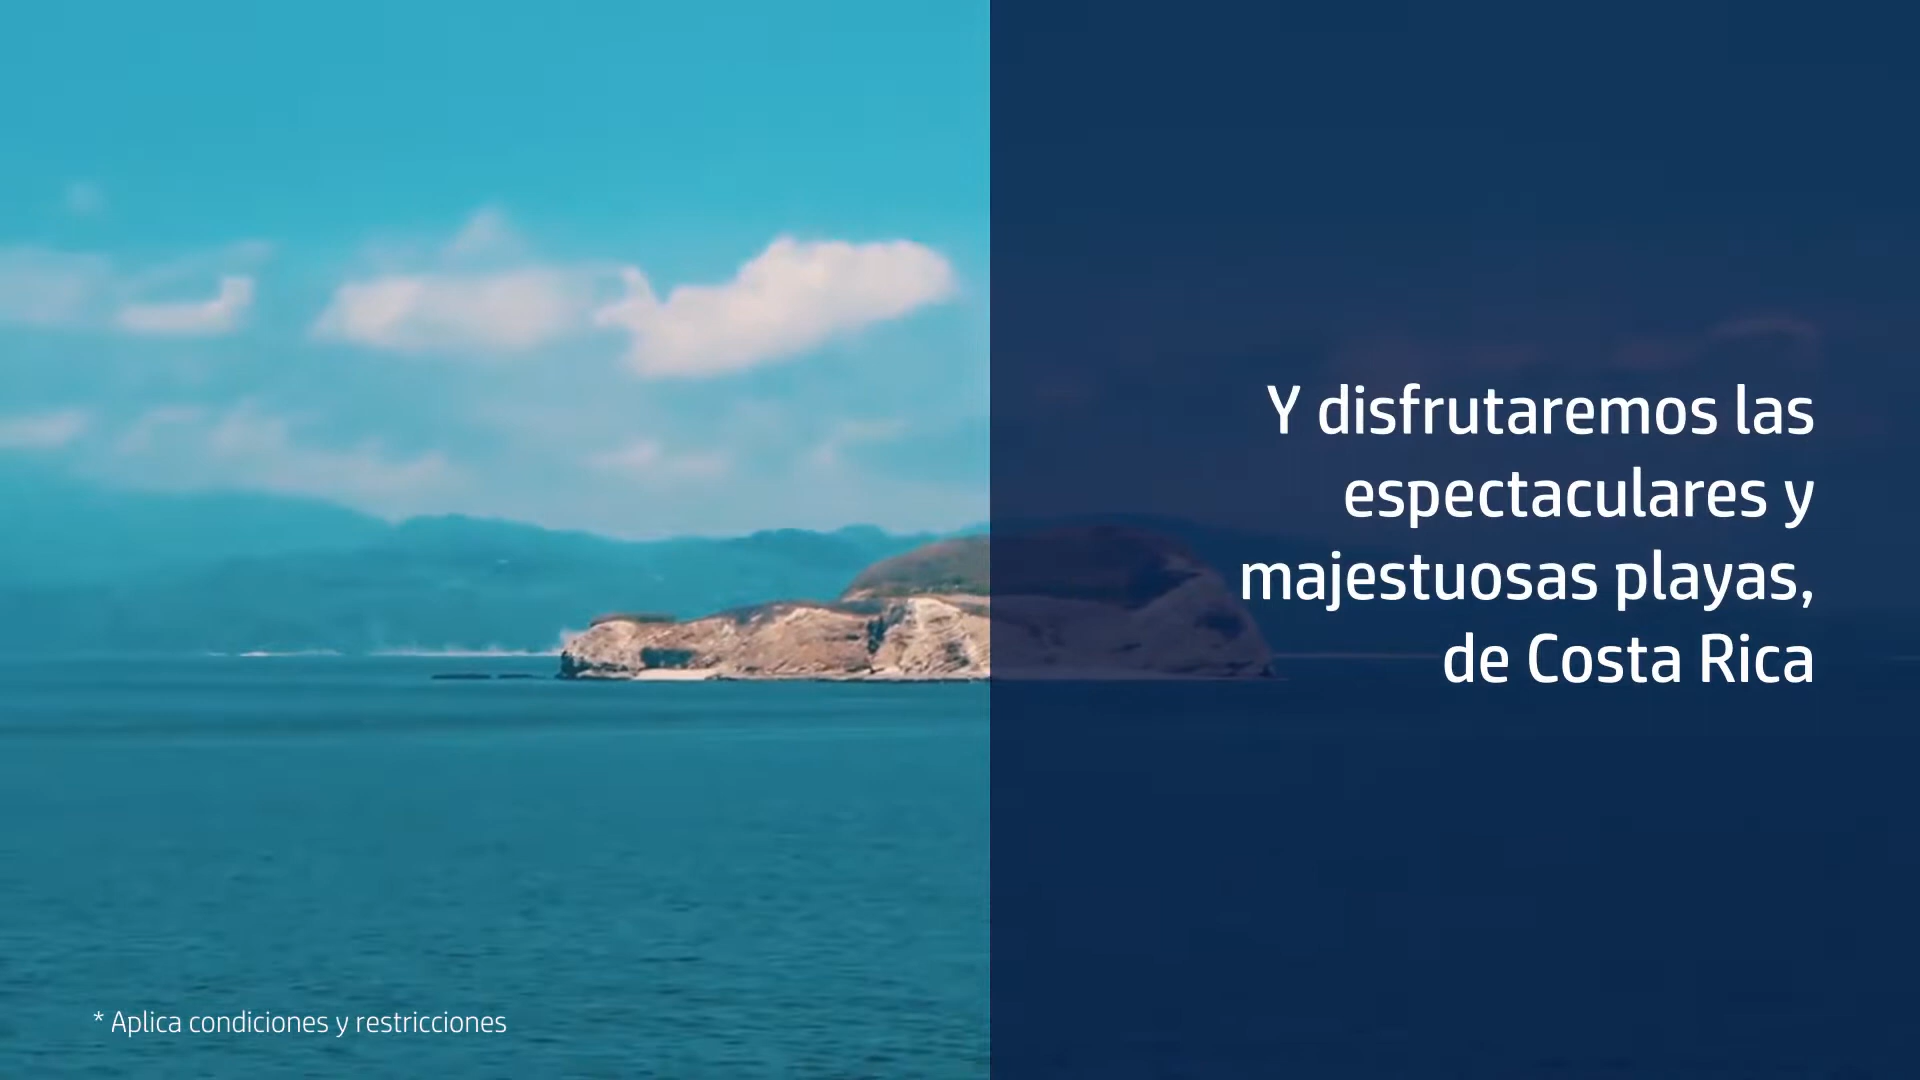 Y disfrutaremos las
espectaculares y
majestuosas playas,
de Costa Rica
* Aplica condiciones y restricciones